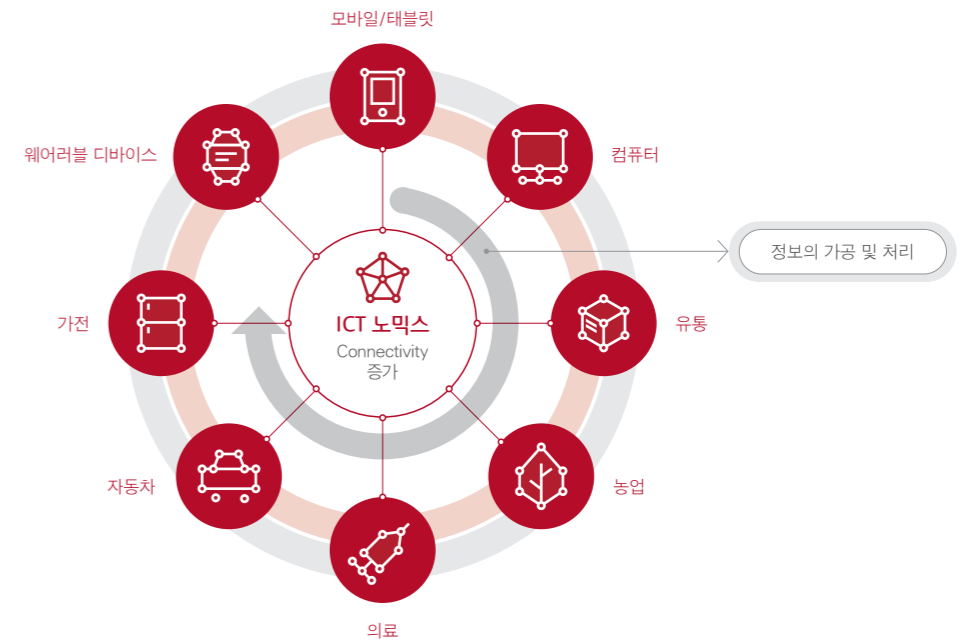 모바일/태블릿
웨어러블 디바이스
컴퓨터
정보의 가공 및 처리
가전
ICT 노믹스
Connectivity
증가
유통
자동차
농업
의료